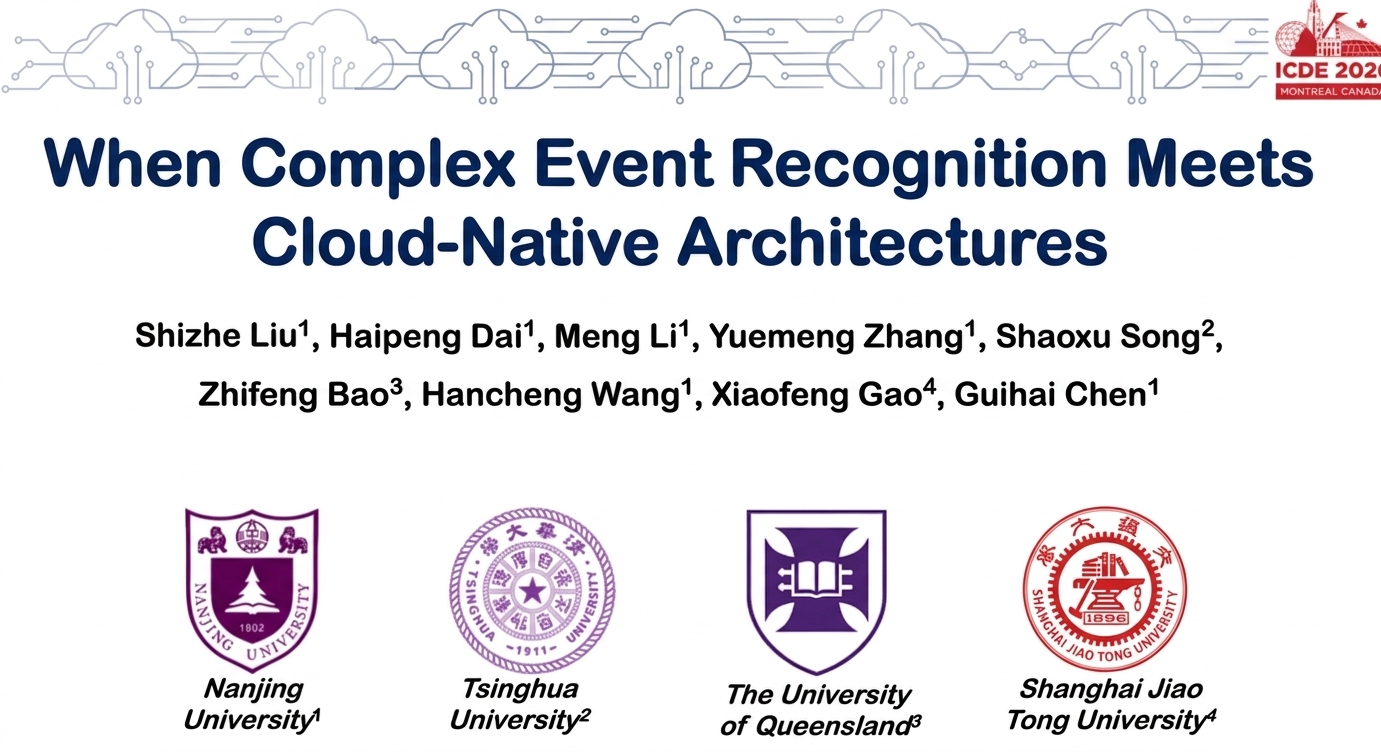 ICDE 2026
MONTREAL CANADA
When Complex Event Recognition Meets
Cloud-Native Architectures
Shizhe Liu¹, Haipeng Dai¹, Meng Li¹, Yuemeng Zhang¹, Shaoxu Song²,
Zhifeng Bao³, Hancheng Wang¹, Xiaofeng Gao⁴, Guihai Chen¹
NANJING UNIVERSITY
1902
TSINGHUA UNIVERSITY
–1911–
1896
SHANGHAI JIAO TONG UNIVERSITY
Nanjing
University¹
Tsinghua
University²
The University
of Queensland³
Shanghai Jiao
Tong University⁴